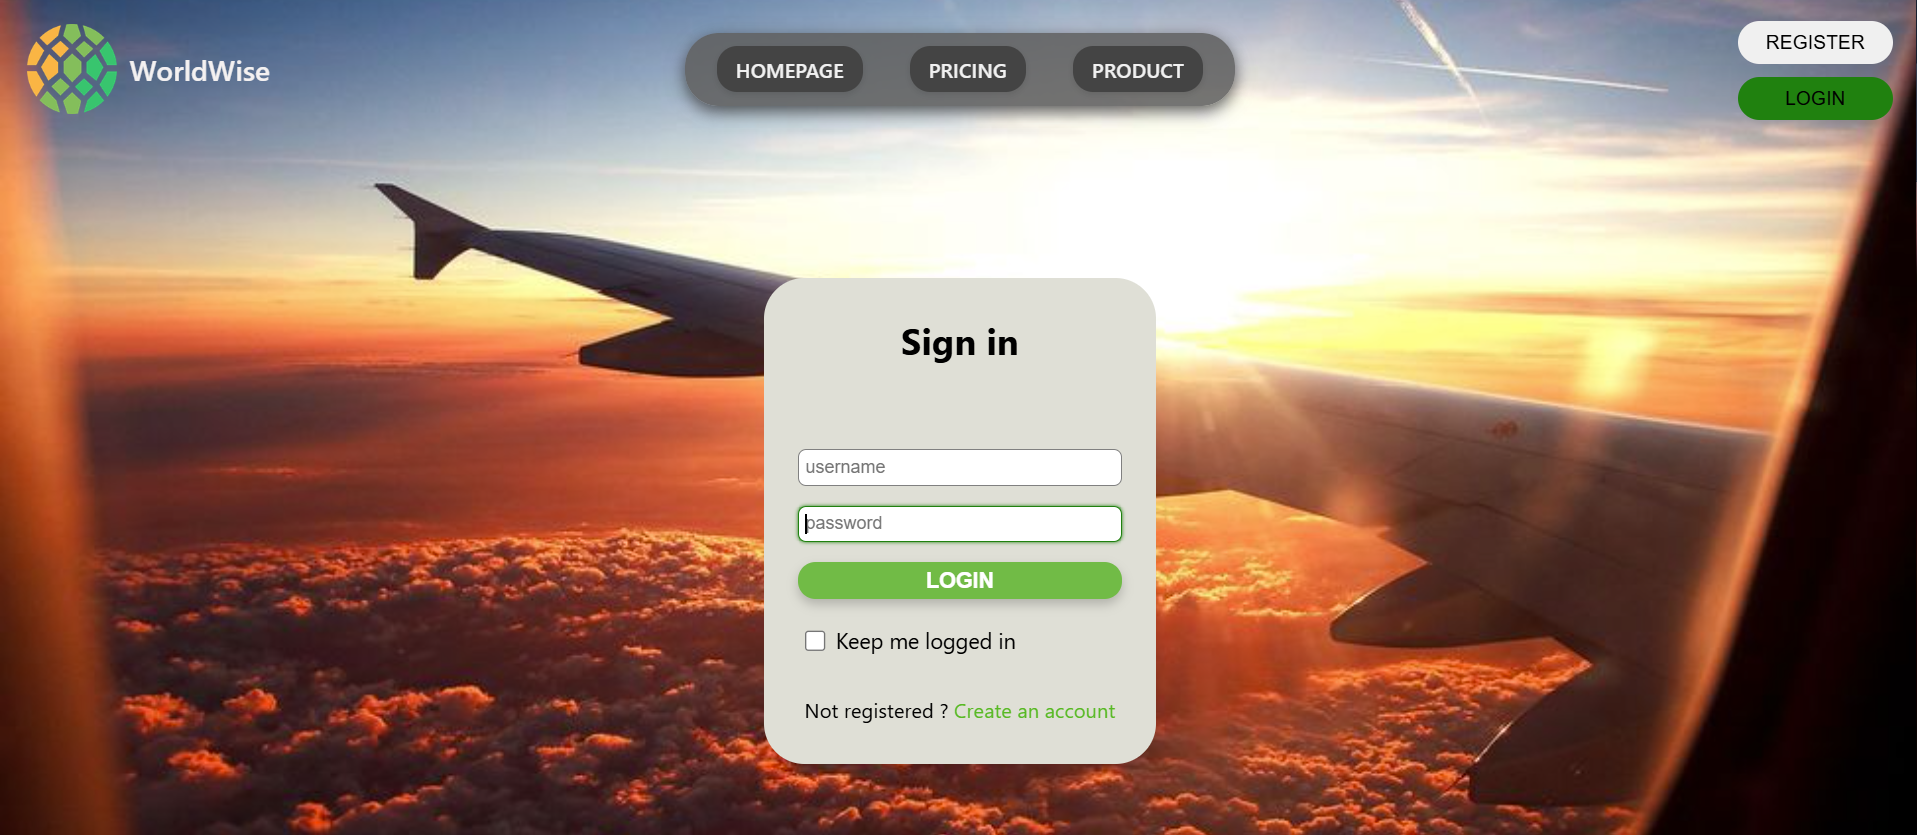 WorldWise
HOMEPAGE
PRICING
PRODUCT
REGISTER
LOGIN
Sign in
username
password
LOGIN
Keep me logged in
Not registered ? Create an account